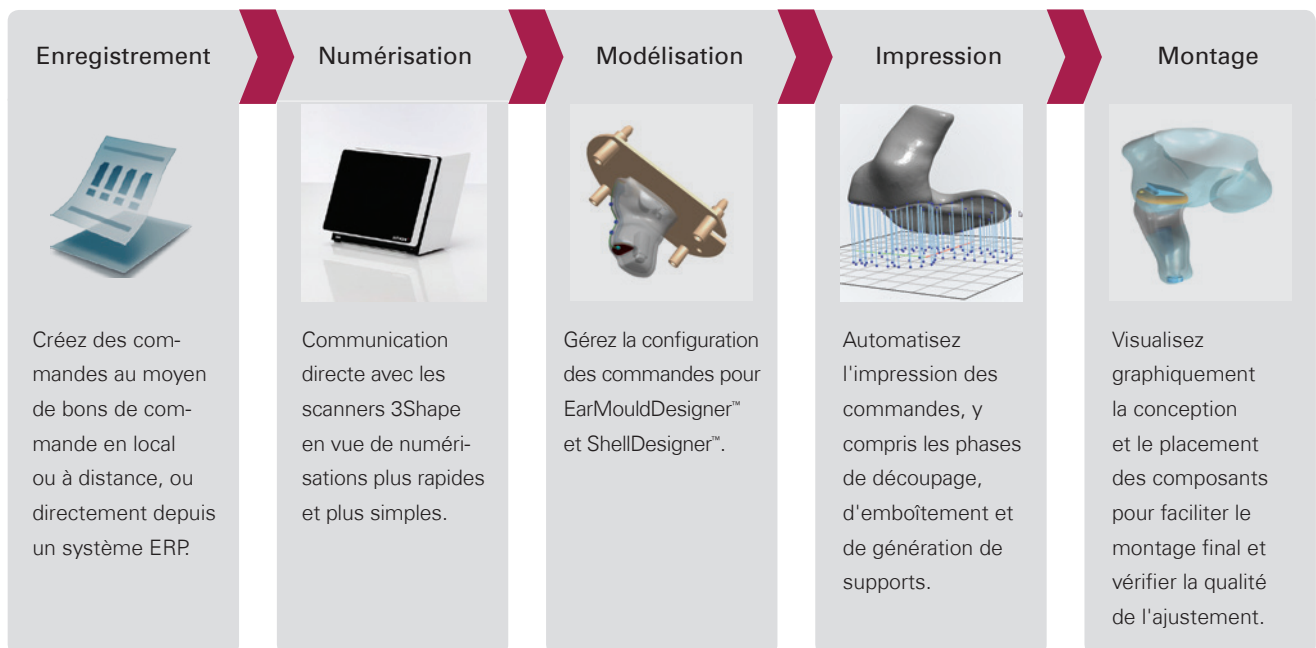 Enregistrement
Créez des com-
mandes au moyen
de bons de com-
mande en local
ou à distance, ou
directement depuis
un système ERP.
Numérisation
Communication
directe avec les
scanners 3Shape
en vue de numéri-
sations plus rapides
et plus simples.
Modélisation
Gérez la configuration
des commandes pour
EarMouldDesigner™
et ShellDesigner™.
Impression
Automatisez
l'impression des
commandes, y
compris les phases
de découpage,
d'emboîtement et
de génération de
supports.
Montage
Visualisez
graphiquement
la conception
et le placement
des composants
pour faciliter le
montage final et
vérifier la qualité
de l'ajustement.